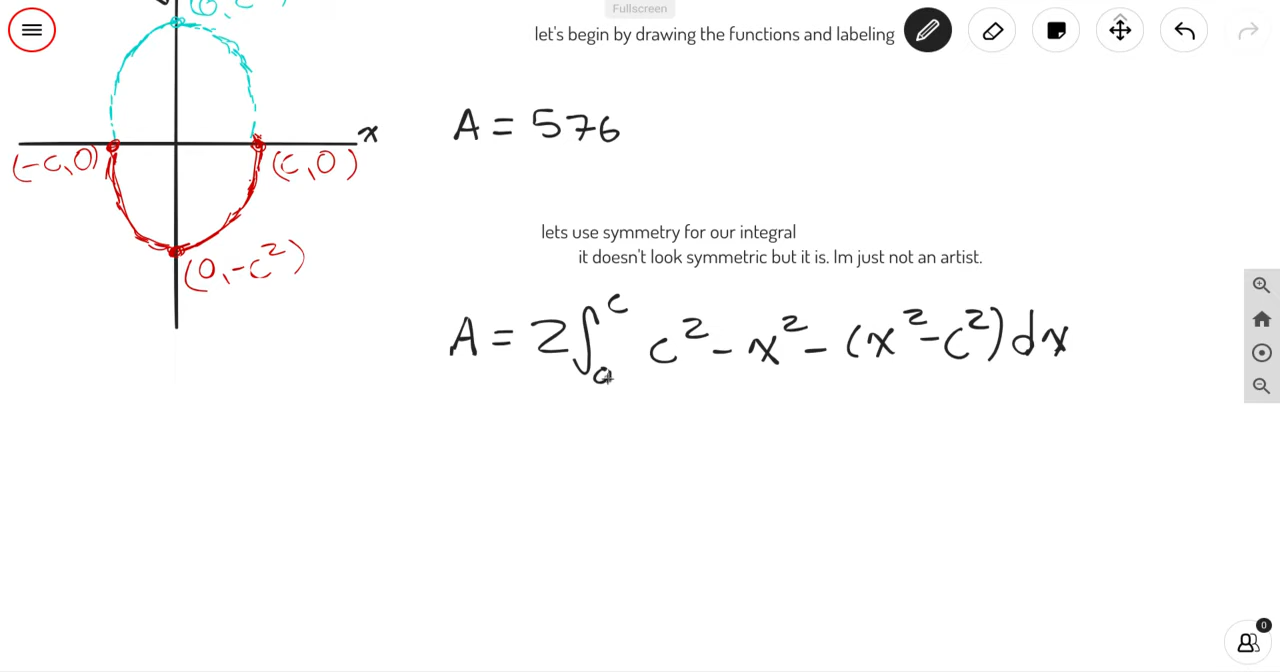 Fullscreen
let's begin by drawing the functions and labeling
x
A = 576
(-c,0)
(c,0)
(0,-c²)
lets use symmetry for our integral
it doesn't look symmetric but it is. Im just not an artist.
A = 2∫ c c² - x² - (x² - c²) dx
0